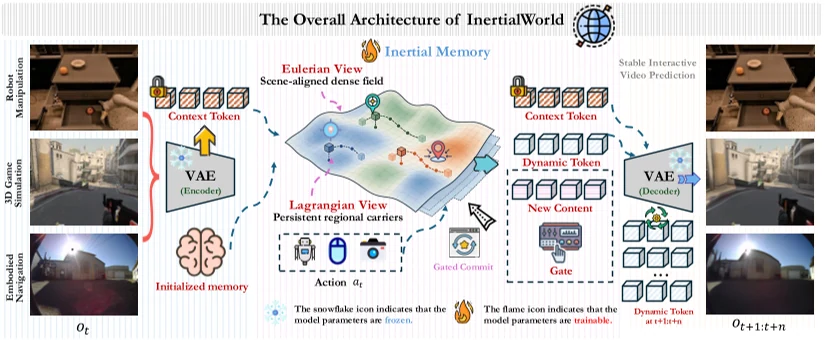 The Overall Architecture of InertialWorld
Robot
Manipulation
3D Game
Simulation
Embodied
Navigation
O_t
Context Token
VAE
(Encoder)
Initialized memory
Inertial Memory
Eulerian View
Scene-aligned dense field
Lagrangian View
Persistent regional carriers
Action a_t
Gated Commit
Context Token
Dynamic Token
New Content
Gate
Stable Interactive
Video Prediction
VAE
(Decoder)
...
Dynamic Token
at t+1:t+n
The snowflake icon indicates that the
model parameters are frozen.
The flame icon indicates that the
model parameters are trainable.
O_{t+1:t+n}